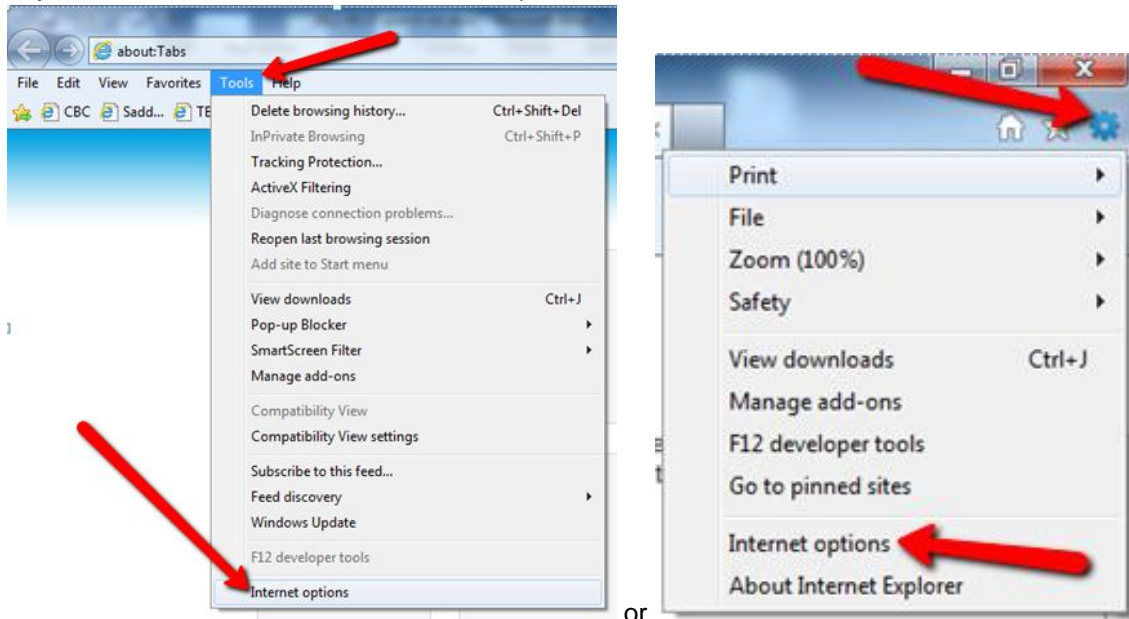 about:Tabs
File Edit View Favorites Tools Help
CBC Sadd... TE
Delete browsing history... Ctrl+Shift+Del
InPrivate Browsing Ctrl+Shift+P
Tracking Protection...
ActiveX Filtering
Diagnose connection problems...
Reopen last browsing session
Add site to Start menu
View downloads Ctrl+J
Pop-up Blocker
SmartScreen Filter
Manage add-ons
Compatibility View
Compatibility View settings
Subscribe to this feed...
Feed discovery
Windows Update
F12 developer tools
Internet options
or
Print
File
Zoom (100%)
Safety
View downloads Ctrl+J
Manage add-ons
F12 developer tools
Go to pinned sites
Internet options
About Internet Explorer